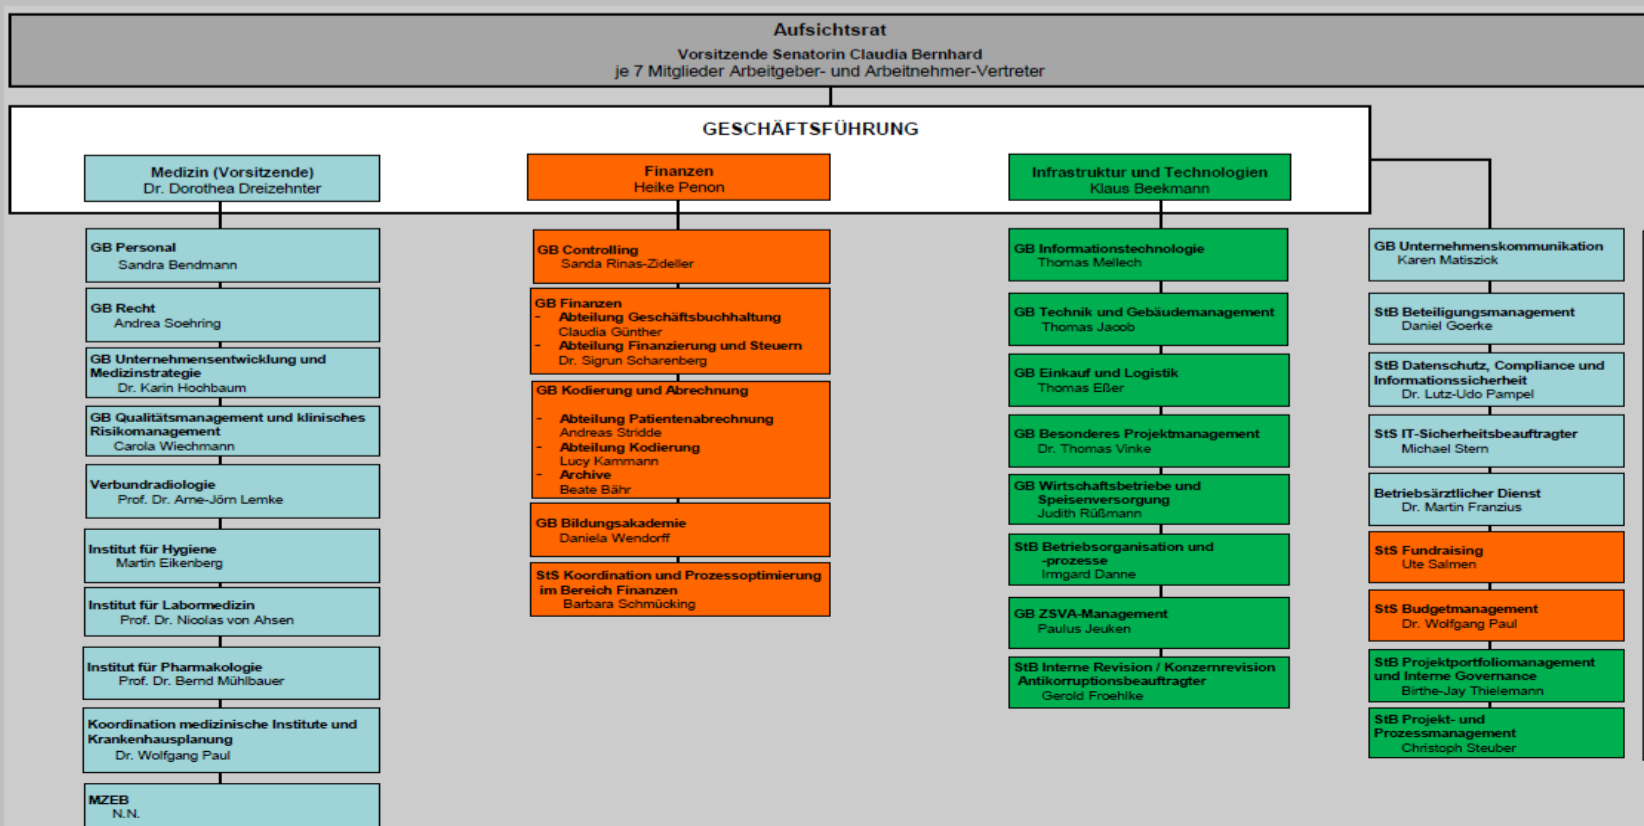 Aufsichtsrat
Vorsitzende Senatorin Claudia Bernhard
je 7 Mitglieder Arbeitgeber- und Arbeitnehmer-Vertreter
GESCHÄFTSFÜHRUNG
Medizin (Vorsitzende)
Dr. Dorothea Dreizehnter
Finanzen
Heike Penon
Infrastruktur und Technologien
Klaus Beekmann
GB Personal
Sandra Bendmann
GB Recht
Andrea Soehring
GB Unternehmensentwicklung und
Medizinstrategie
Dr. Karin Hochbaum
GB Qualitätsmanagement und klinisches
Risikomanagement
Carola Wiechmann
Verbundradiologie
Prof. Dr. Arne-Jörn Lemke
Institut für Hygiene
Martin Eikenberg
Institut für Labormedizin
Prof. Dr. Nicolas von Ahsen
Institut für Pharmakologie
Prof. Dr. Bernd Mühlbauer
Koordination medizinische Institute und
Krankenhausplanung
Dr. Wolfgang Paul
MZEB
N.N.
GB Controlling
Sanda Rinas-Zideller
GB Finanzen
- Abteilung Geschäftsbuchhaltung
Claudia Günther
- Abteilung Finanzierung und Steuern
Dr. Sigrun Scharenberg
GB Kodierung und Abrechnung
- Abteilung Patientenabrechnung
Andreas Stridde
- Abteilung Kodierung
Lucy Kammann
- Archive
Beate Bähr
GB Bildungsakademie
Daniela Wendorff
StS Koordination und Prozessoptimierung
im Bereich Finanzen
Barbara Schmücking
GB Informationstechnologie
Thomas Mellech
GB Technik und Gebäudemanagement
Thomas Jacob
GB Einkauf und Logistik
Thomas Eßer
GB Besonderes Projektmanagement
Dr. Thomas Vinke
GB Wirtschaftsbetriebe und
Speisenversorgung
Judith Rüßmann
StB Betriebsorganisation und
-prozesse
Irmgard Danne
GB ZSVA-Management
Paulus Jeuken
StB Interne Revision / Konzernrevision
Antikorruptionsbeauftragter
Gerold Froehlke
GB Unternehmenskommunikation
Karen Matiszick
StB Beteiligungsmanagement
Daniel Goerke
StB Datenschutz, Compliance und
Informationssicherheit
Dr. Lutz-Udo Pampel
StS IT-Sicherheitsbeauftragter
Michael Stern
Betriebsärztlicher Dienst
Dr. Martin Franzius
StS Fundraising
Ute Salmen
StS Budgetmanagement
Dr. Wolfgang Paul
StB Projektportfoliomanagement
und Interne Governance
Birthe-Jay Thielemann
StB Projekt- und
Prozessmanagement
Christoph Steuber